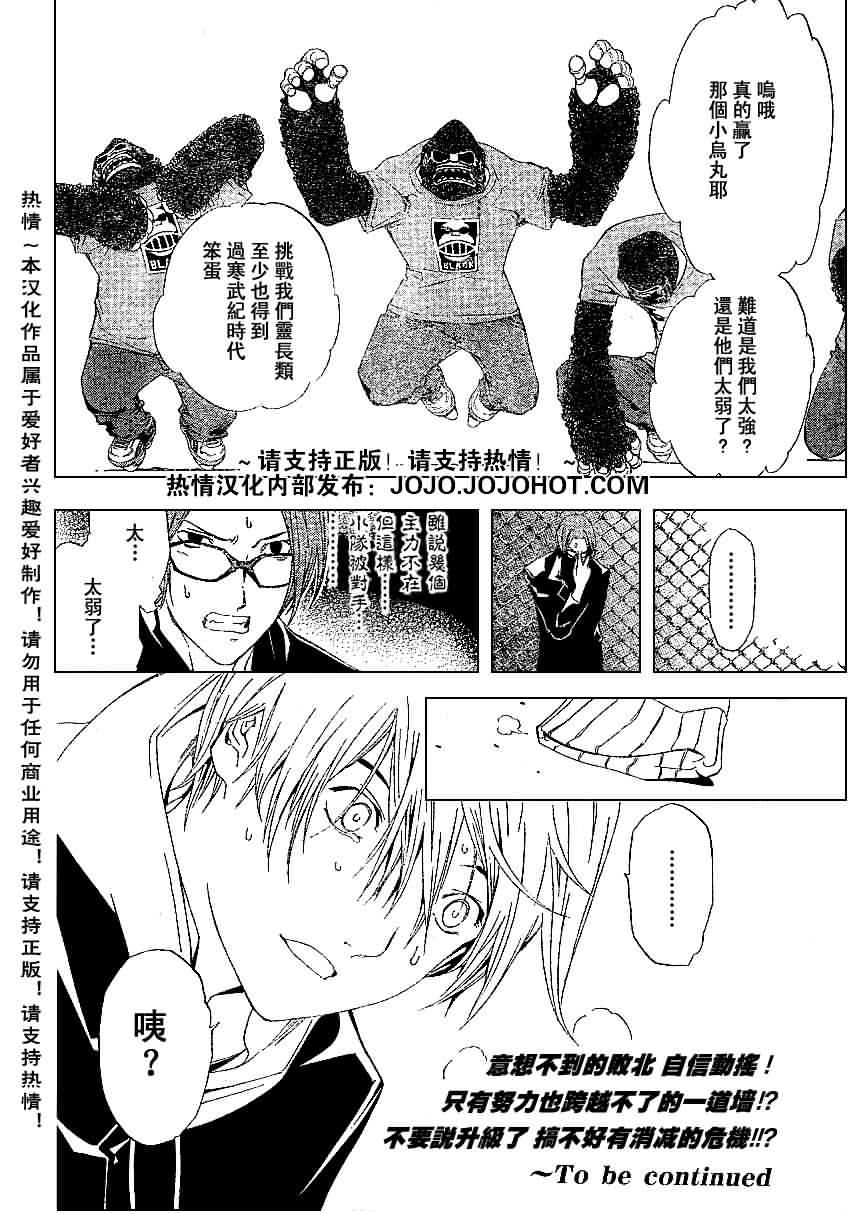 嗚哦
真的贏了
那個小烏丸耶
難道是我們太強？
還是他們太弱了？
挑戰我們靈長類
至少也得到
過寒武紀時代
笨蛋
BLACK
～请支持正版！请支持热情！～
热情汉化内部发布：JOJO.JOJOHOT.COM
…………
雖說幾個
主力不在
但這樣……
小隊被對手……
太…
太弱了…
…………
咦？
意想不到的敗北 自信動搖！
只有努力也跨越不了的一道墙!?
不要説升級了 搞不好有消减的危機!!?
～To be continued
热情～本汉化作品属于爱好者兴趣爱好制作！请勿用于任何商业用途！请支持正版！请支持热情！